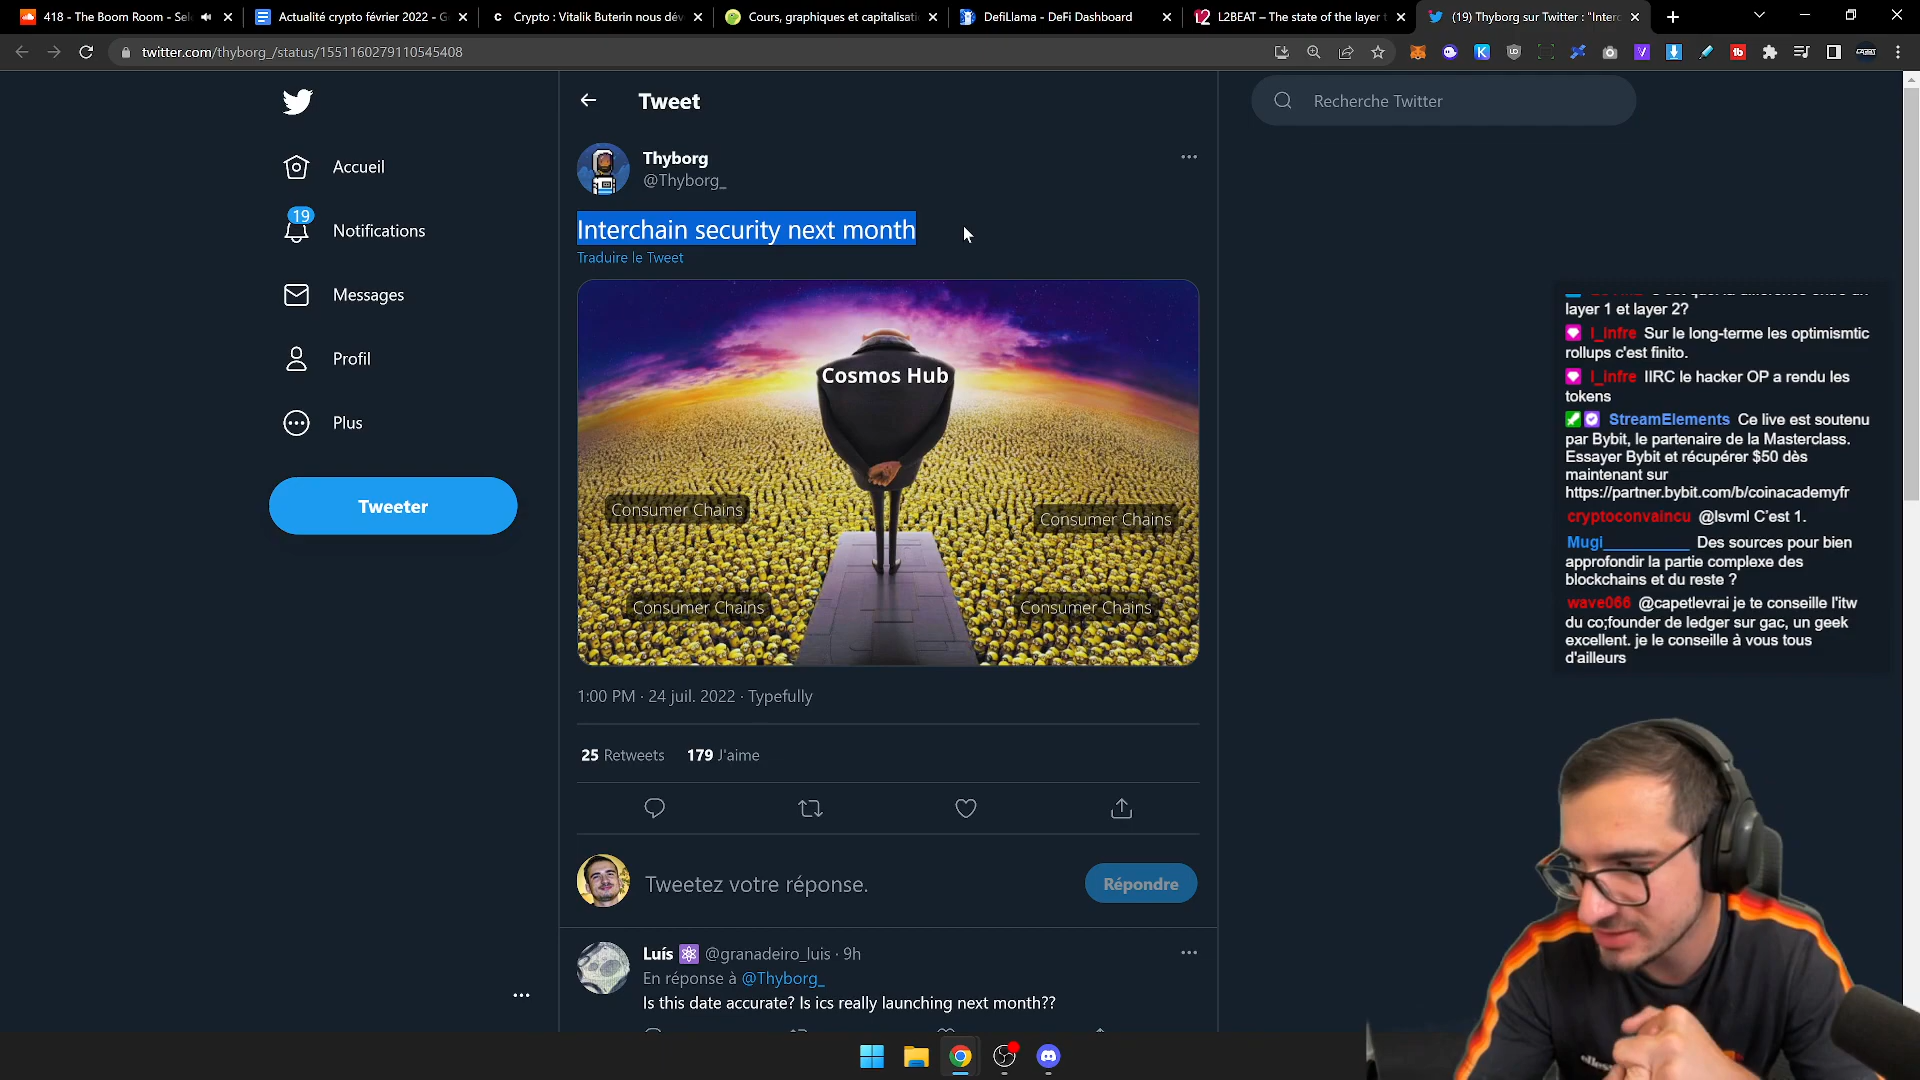 418 - The Boom Room - Sele
Actualité crypto février 2022 - G
Crypto : Vitalik Buterin nous dév
Cours, graphiques et capitalisati
DefiLlama - DeFi Dashboard
L2BEAT – The state of the layer t
(19) Thyborg sur Twitter : "Interc
twitter.com/thyborg_/status/1551160279110545408
Tweet
Recherche Twitter
Thyborg
@Thyborg_
Accueil
19
Notifications
Messages
Profil
Plus
Tweeter
Interchain security next month
Traduire le Tweet
Cosmos Hub
Consumer Chains
Consumer Chains
Consumer Chains
Consumer Chains
1:00 PM · 24 juil. 2022 · Typefully
25 Retweets 179 J'aime
Tweetez votre réponse.
Répondre
Luís @granadeiro_luis · 9h
En réponse à @Thyborg_
Is this date accurate? Is ics really launching next month??
layer 1 et layer 2?
l_infre Sur le long-terme les optimismtic
rollups c'est finito.
l_infre IIRC le hacker OP a rendu les
tokens
StreamElements Ce live est soutenu
par Bybit, le partenaire de la Masterclass.
Essayer Bybit et récupérer $50 dès
maintenant sur
https://partner.bybit.com/b/coinacademyfr
cryptoconvaincu @lsvml C'est 1.
Mugi__________ Des sources pour bien
approfondir la partie complexe des
blockchains et du reste ?
wave066 @capetlevrai je te conseille l'itw
du co;founder de ledger sur gac, un geek
excellent. je le conseille à vous tous
d'ailleurs